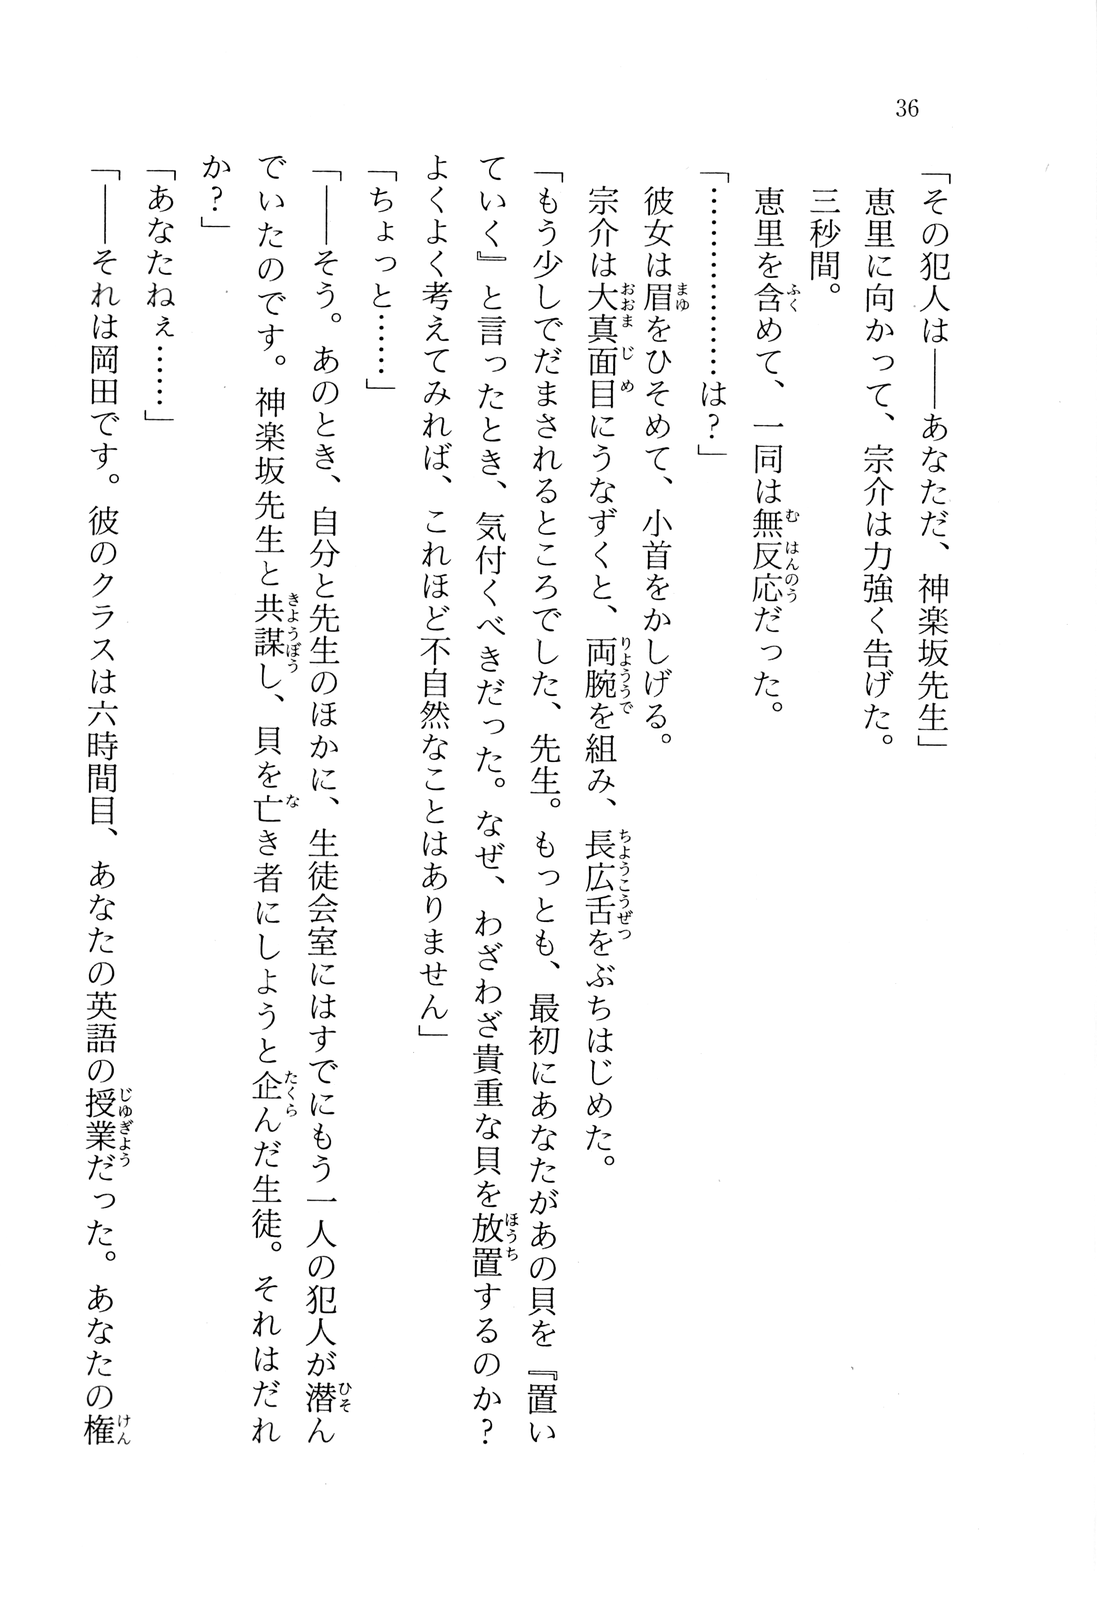 36
「その犯人は――あなただ、神楽坂先生」
恵里に向かって、宗介は力強く告げた。
三秒間。
恵里を含めて、一同は無反応だった。
「………………は？」
彼女は眉をひそめて、小首をかしげる。
宗介は大真面目にうなずくと、両腕を組み、長広舌をぶちはじめた。
「もう少しでだまされるところでした、先生。もっとも、最初にあなたがあの貝を『置い
ていく』と言ったとき、気付くべきだった。なぜ、わざわざ貴重な貝を放置するのか？
よくよく考えてみれば、これほど不自然なことはありません」
「ちょっと……」
「――そう。あのとき、自分と先生のほかに、生徒会室にはすでにもう一人の犯人が潜ん
でいたのです。神楽坂先生と共謀し、貝を亡き者にしようと企んだ生徒。それはだれ
か？」
「あなたねぇ……」
「――それは岡田です。彼のクラスは六時間目、あなたの英語の授業だった。あなたの権